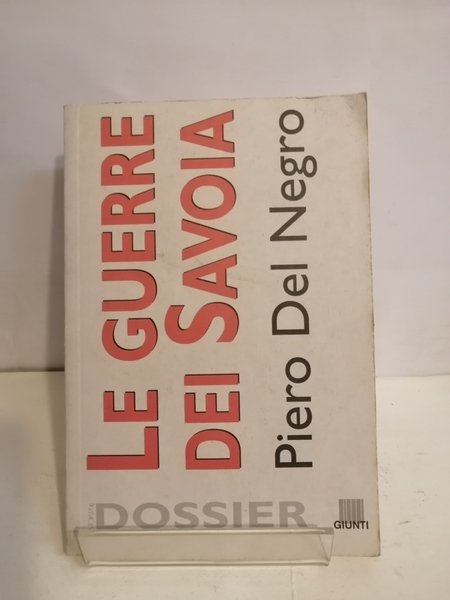 LE GUERRE
DEI SAVOIA
Piero Del Negro
DOSSIER
GIUNTI